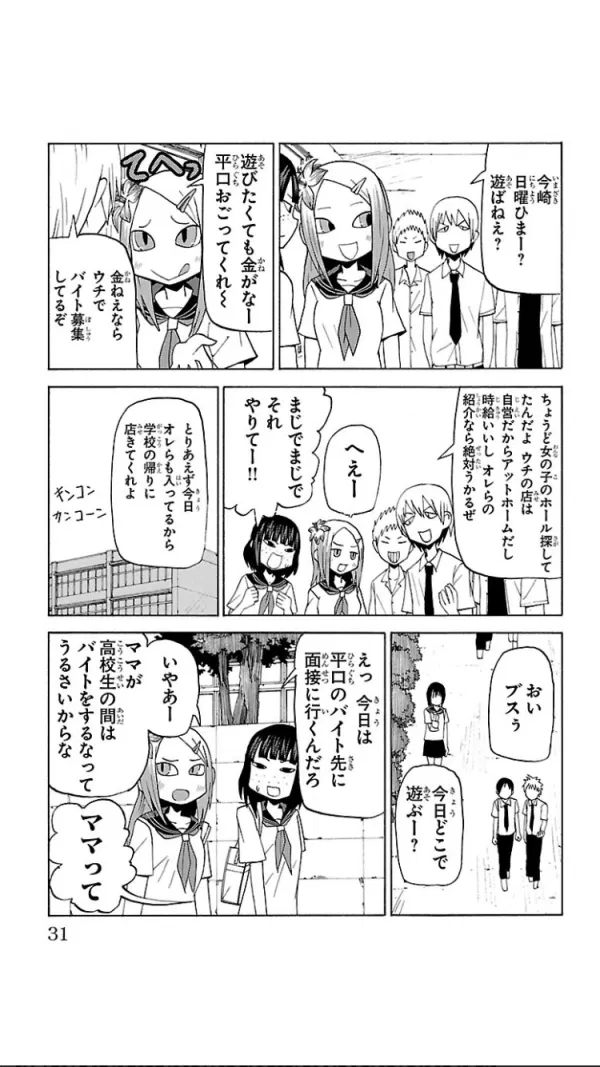 今崎
日曜ひまー?
遊ばねえ?
遊びたくても金がなー
平口おごってくれ〜
てへっ
金ねえなら
ウチで
バイト募集
してるぞ
ちょうど女の子のホール探して
たんだよ ウチの店は
自営だからアットホームだし
時給いいし オレらの
紹介なら絶対うかるぜ
へえー
まじでまじで
それ
やりてー!!
とりあえず今日
オレらも入ってるから
学校の帰りに
店きてくれよ
キンコン
カンコーン
おい
ブスぅ
今日どこで
遊ぶー?
えっ 今日は
平口のバイト先に
面接に行くんだろ
いやあー
ママが
高校生の間は
バイトをするなって
うるさいからな
ママって
31